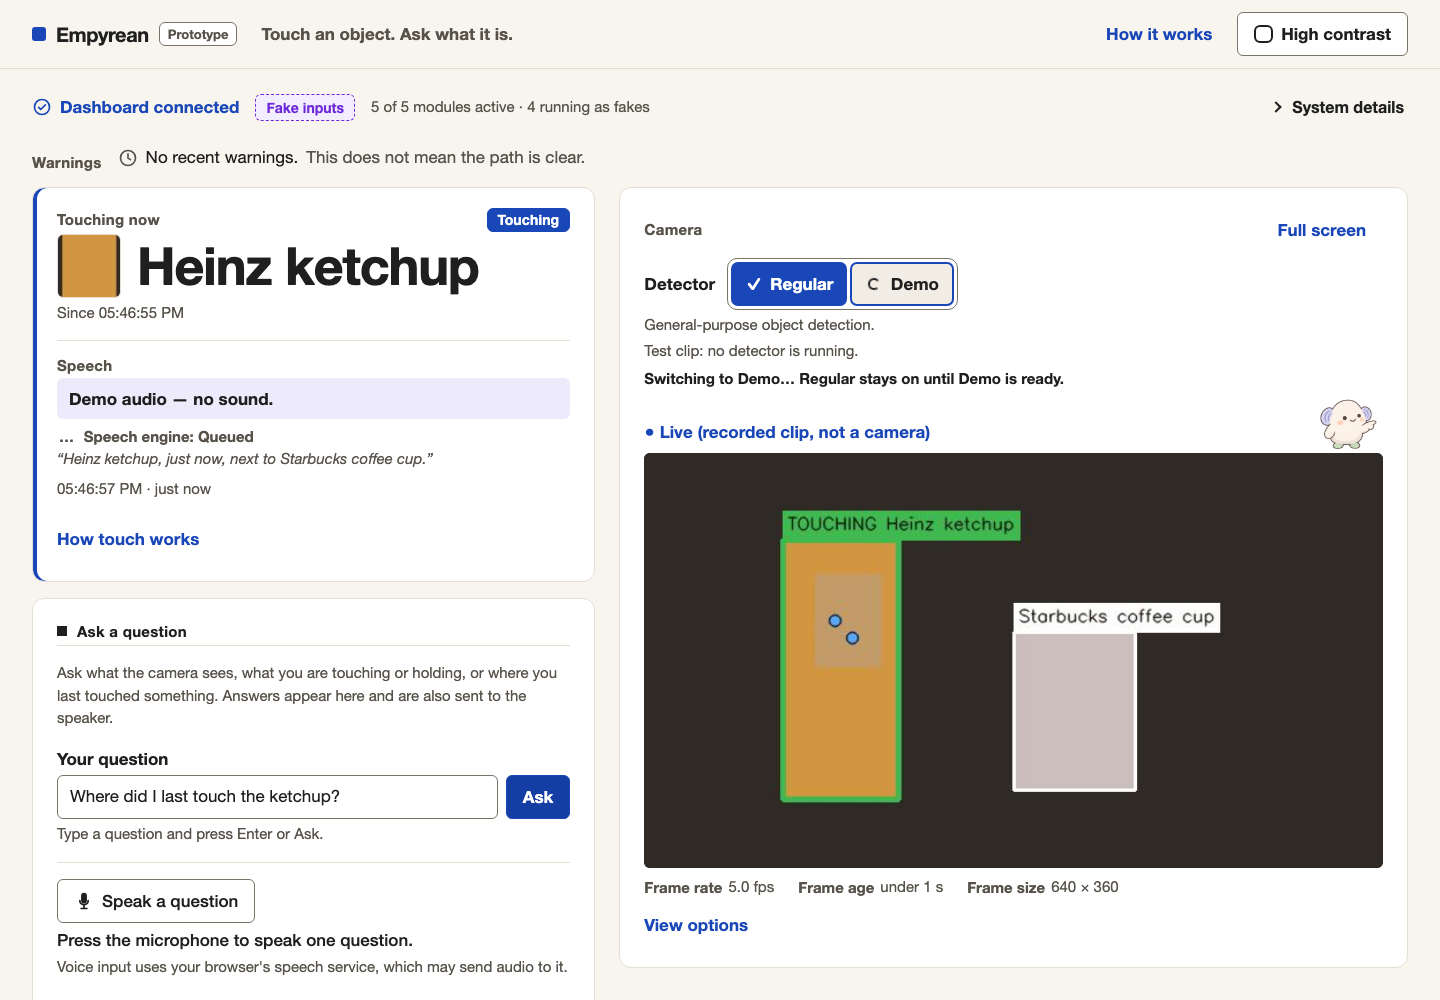 Empyrean
Prototype
Touch an object. Ask what it is.
How it works
High contrast
Dashboard connected
Fake inputs
5 of 5 modules active · 4 running as fakes
System details
Warnings
No recent warnings. This does not mean the path is clear.
Touching now
Touching
Heinz ketchup
Since 05:46:55 PM
Speech
Demo audio — no sound.
... Speech engine: Queued
“Heinz ketchup, just now, next to Starbucks coffee cup.”
05:46:57 PM · just now
How touch works
Ask a question
Ask what the camera sees, what you are touching or holding, or where you
last touched something. Answers appear here and are also sent to the
speaker.
Your question
Where did I last touch the ketchup?
Ask
Type a question and press Enter or Ask.
Speak a question
Press the microphone to speak one question.
Voice input uses your browser's speech service, which may send audio to it.
Camera
Full screen
Detector
Regular
Demo
General-purpose object detection.
Test clip: no detector is running.
Switching to Demo... Regular stays on until Demo is ready.
Live (recorded clip, not a camera)
TOUCHING Heinz ketchup
Starbucks coffee cup
Frame rate 5.0 fps
Frame age under 1 s
Frame size 640 × 360
View options